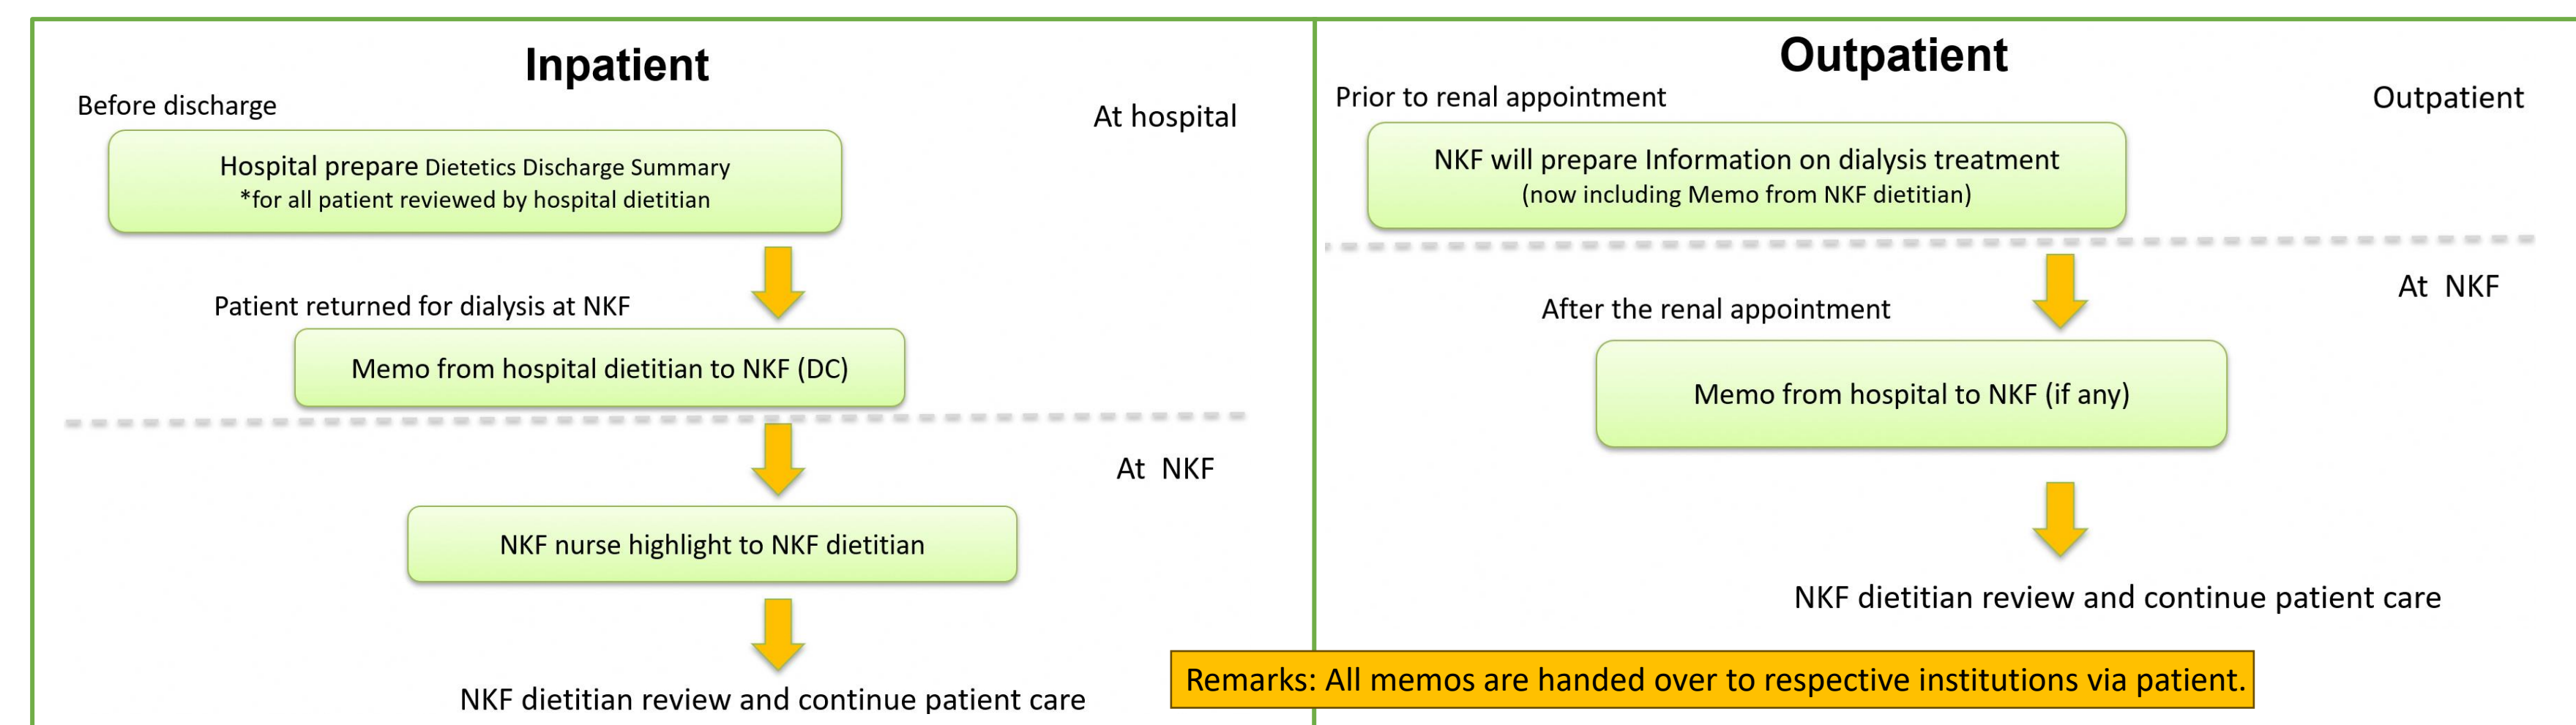 Inpatient
Before discharge
At hospital
Hospital prepare Dietetics Discharge Summary
*for all patient reviewed by hospital dietitian
Patient returned for dialysis at NKF
Memo from hospital dietitian to NKF (DC)
At NKF
NKF nurse highlight to NKF dietitian
NKF dietitian review and continue patient care
Outpatient
Prior to renal appointment
Outpatient
NKF will prepare Information on dialysis treatment
(now including Memo from NKF dietitian)
At NKF
After the renal appointment
Memo from hospital to NKF (if any)
NKF dietitian review and continue patient care
Remarks: All memos are handed over to respective institutions via patient.